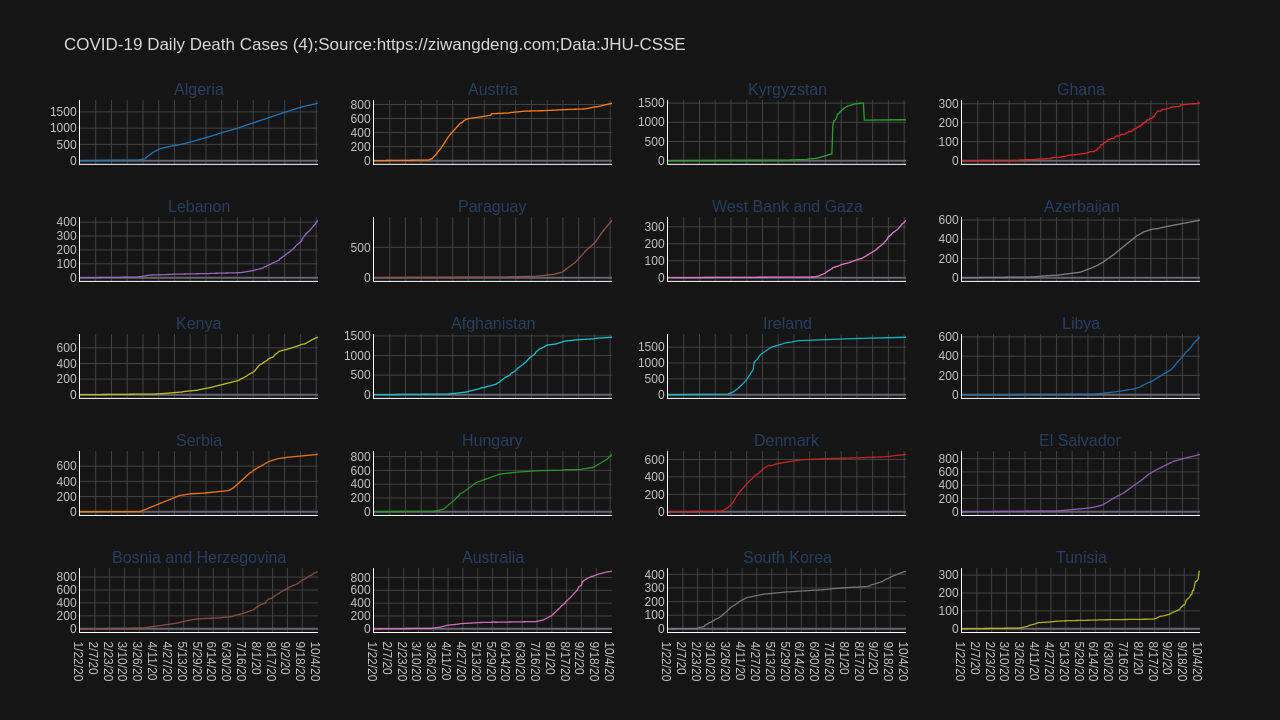 COVID-19 Daily Death Cases (4);Source:https://ziwangdeng.com;Data:JHU-CSSE
Algeria Austria Kyrgyzstan Ghana
1500 1000 500 0
800 600 400 200 0
1500 1000 500 0
300 200 100 0
Lebanon Paraguay West Bank and Gaza Azerbaijan
400 300 200 100 0
500 0
300 200 100 0
600 400 200 0
Kenya Afghanistan Ireland Libya
600 400 200 0
1500 1000 500 0
1500 1000 500 0
600 400 200 0
Serbia Hungary Denmark El Salvador
600 400 200 0
800 600 400 200 0
600 400 200 0
800 600 400 200 0
Bosnia and Herzegovina Australia South Korea Tunisia
800 600 400 200 0
800 600 400 200 0
400 300 200 100 0
300 200 100 0
1/22/20 2/7/20 2/23/20 3/10/20 3/26/20 4/11/20 4/27/20 5/13/20 5/29/20 6/14/20 6/30/20 7/16/20 8/1/20 8/17/20 9/2/20 9/18/20 10/4/20
1/22/20 2/7/20 2/23/20 3/10/20 3/26/20 4/11/20 4/27/20 5/13/20 5/29/20 6/14/20 6/30/20 7/16/20 8/1/20 8/17/20 9/2/20 9/18/20 10/4/20
1/22/20 2/7/20 2/23/20 3/10/20 3/26/20 4/11/20 4/27/20 5/13/20 5/29/20 6/14/20 6/30/20 7/16/20 8/1/20 8/17/20 9/2/20 9/18/20 10/4/20
1/22/20 2/7/20 2/23/20 3/10/20 3/26/20 4/11/20 4/27/20 5/13/20 5/29/20 6/14/20 6/30/20 7/16/20 8/1/20 8/17/20 9/2/20 9/18/20 10/4/20